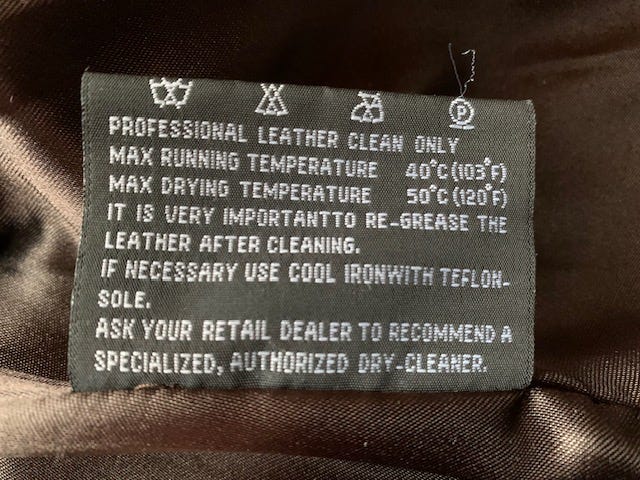 P
PROFESSIONAL LEATHER CLEAN ONLY
MAX RUNNING TEMPERATURE 40°C (103°F)
MAX DRYING TEMPERATURE 50°C (120°F)
IT IS VERY IMPORTANTTO RE-GREASE THE
LEATHER AFTER CLEANING.
IF NECESSARY USE COOL IRONWITH TEFLON-
SOLE.
ASK YOUR RETAIL DEALER TO RECOMMEND A
SPECIALIZED, AUTHORIZED DRY-CLEANER.